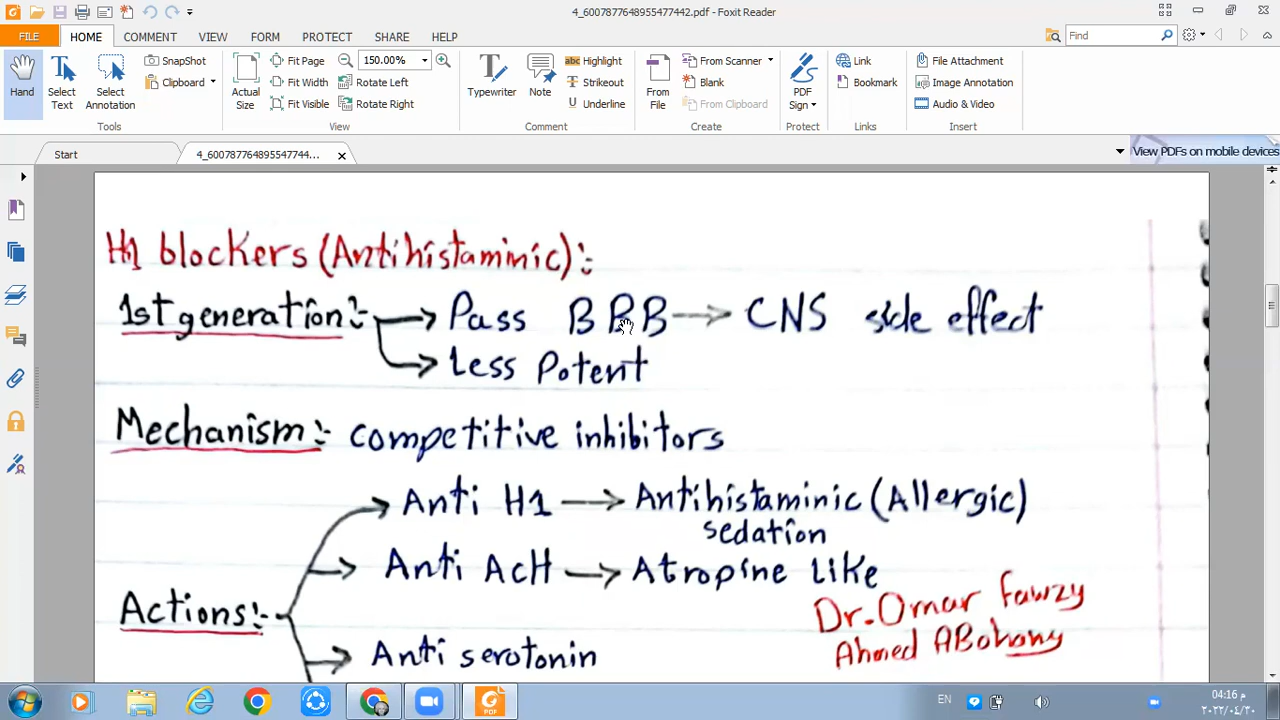 4_6007877648955477442.pdf - Foxit Reader
FILE HOME COMMENT VIEW FORM PROTECT SHARE HELP
Find
Hand
Select Text
Select Annotation
SnapShot
Clipboard
Tools
Actual Size
Fit Page
Fit Width
Fit Visible
150.00%
Rotate Left
Rotate Right
View
Typewriter
Note
Highlight
Strikeout
Underline
Comment
From File
From Scanner
Blank
From Clipboard
Create
PDF Sign
Protect
Link
Bookmark
Links
File Attachment
Image Annotation
Audio & Video
Insert
Start
4_600787764895547744...
View PDFs on mobile devices
H1 blockers (Antihistaminic):-
1st generation:- → Pass BBB → CNS side effect
→ Less Potent
Mechanism:- competitive inhibitors
Anti H1 → Antihistaminic (Allergic)
sedation
Anti AcH → Atropine like
Actions:-
Dr.Omar Fawzy
Ahmed ABohany
Anti serotonin
EN
04:16 م
٢٠٢٢/٠٤/٣٠